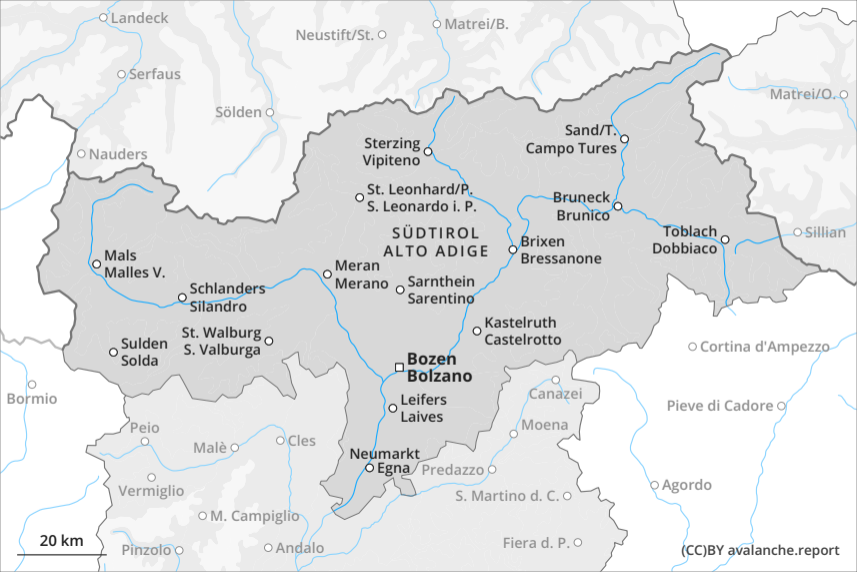 Landeck
Matrei/B.
Neustift/St.
Serfaus
Matrei/O.
Sölden
Sand/T.
Campo Tures
Sterzing
Vipiteno
Nauders
St. Leonhard/P.
S. Leonardo i. P.
Bruneck
Brunico
SÜDTIROL
ALTO ADIGE
Toblach
Dobbiaco
Sillian
Brixen
Bressanone
Mals
Malles V.
Meran
Merano
Sarnthein
Sarentino
Schlanders
Silandro
Kastelruth
Castelrotto
St. Walburg
S. Valburga
Sulden
Solda
Cortina d'Ampezzo
Bozen
Bolzano
Bormio
Canazei
Leifers
Laives
Pieve di Cadore
Peio
Moena
Cles
Malè
Neumarkt
Egna
Predazzo
Vermiglio
Agordo
S. Martino d. C.
M. Campiglio
20 km
Pinzolo
Andalo
Fiera d. P.
(CC)BY avalanche.report